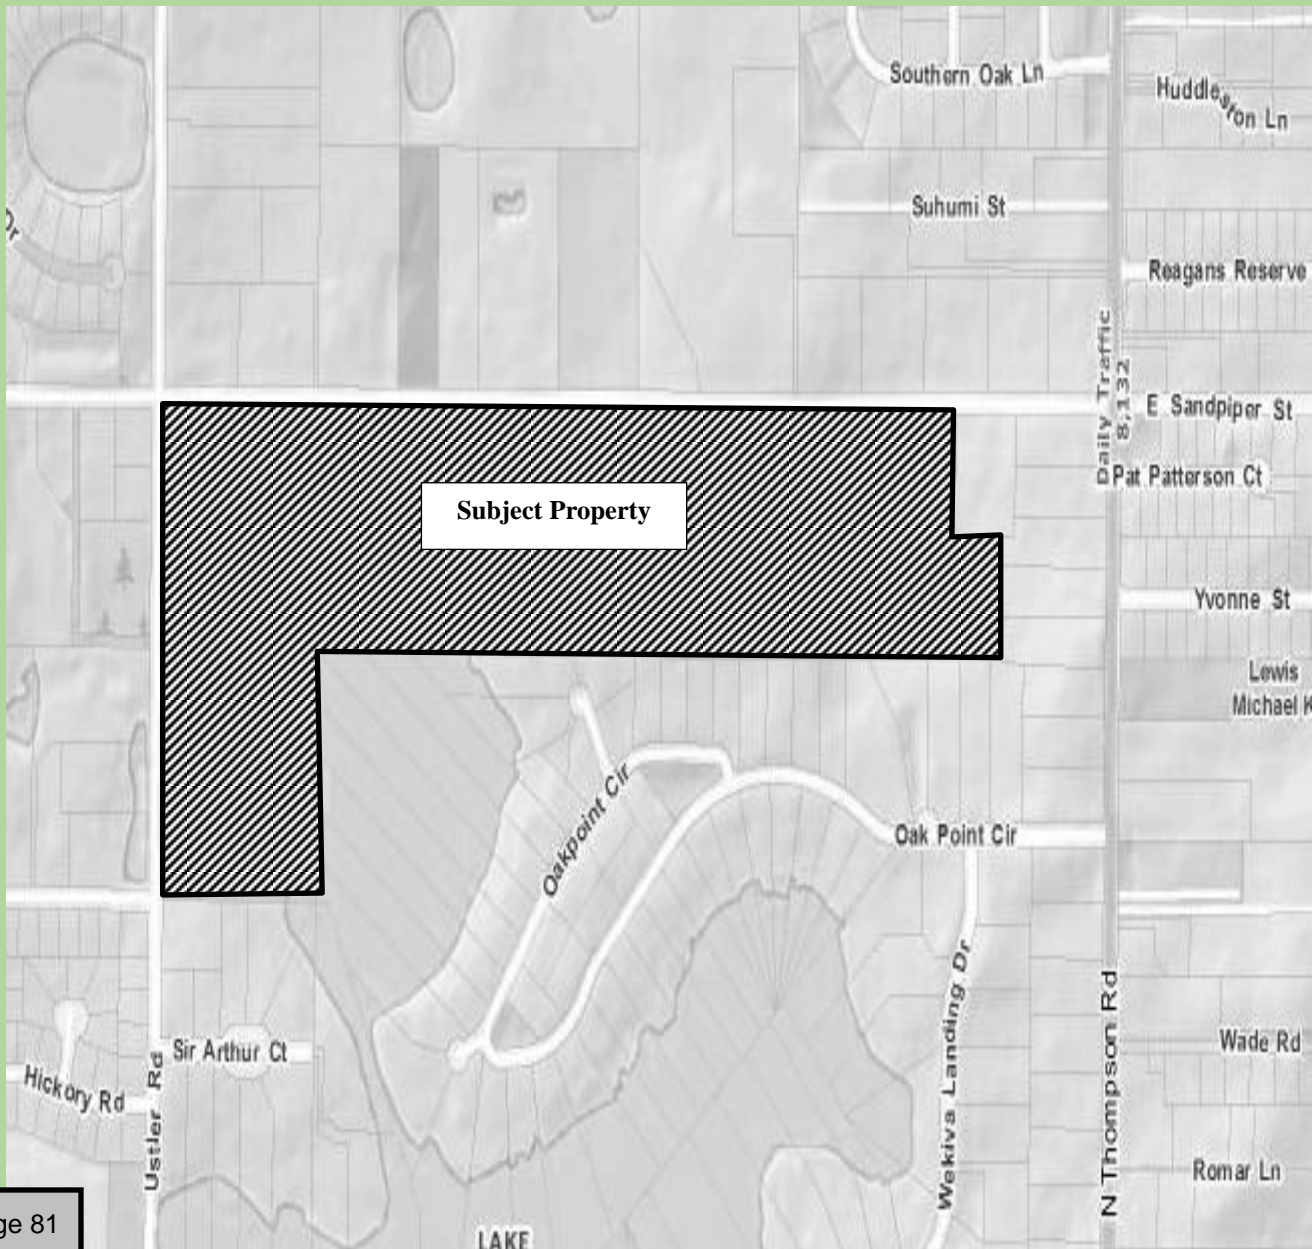 Southern Oak Ln
Huddleston Ln
Suhumi St
Dr
Reagans Reserve
Daily Traffic
8,132
E Sandpiper St
Pat Patterson Ct
Subject Property
Yvonne St
Lewis
Michael K
Oakpoint Cir
Oak Point Cir
Wekiva Landing Dr
N Thompson Rd
Sir Arthur Ct
Wade Rd
Hickory Rd
Ustler Rd
Romar Ln
ge 81
LAKE